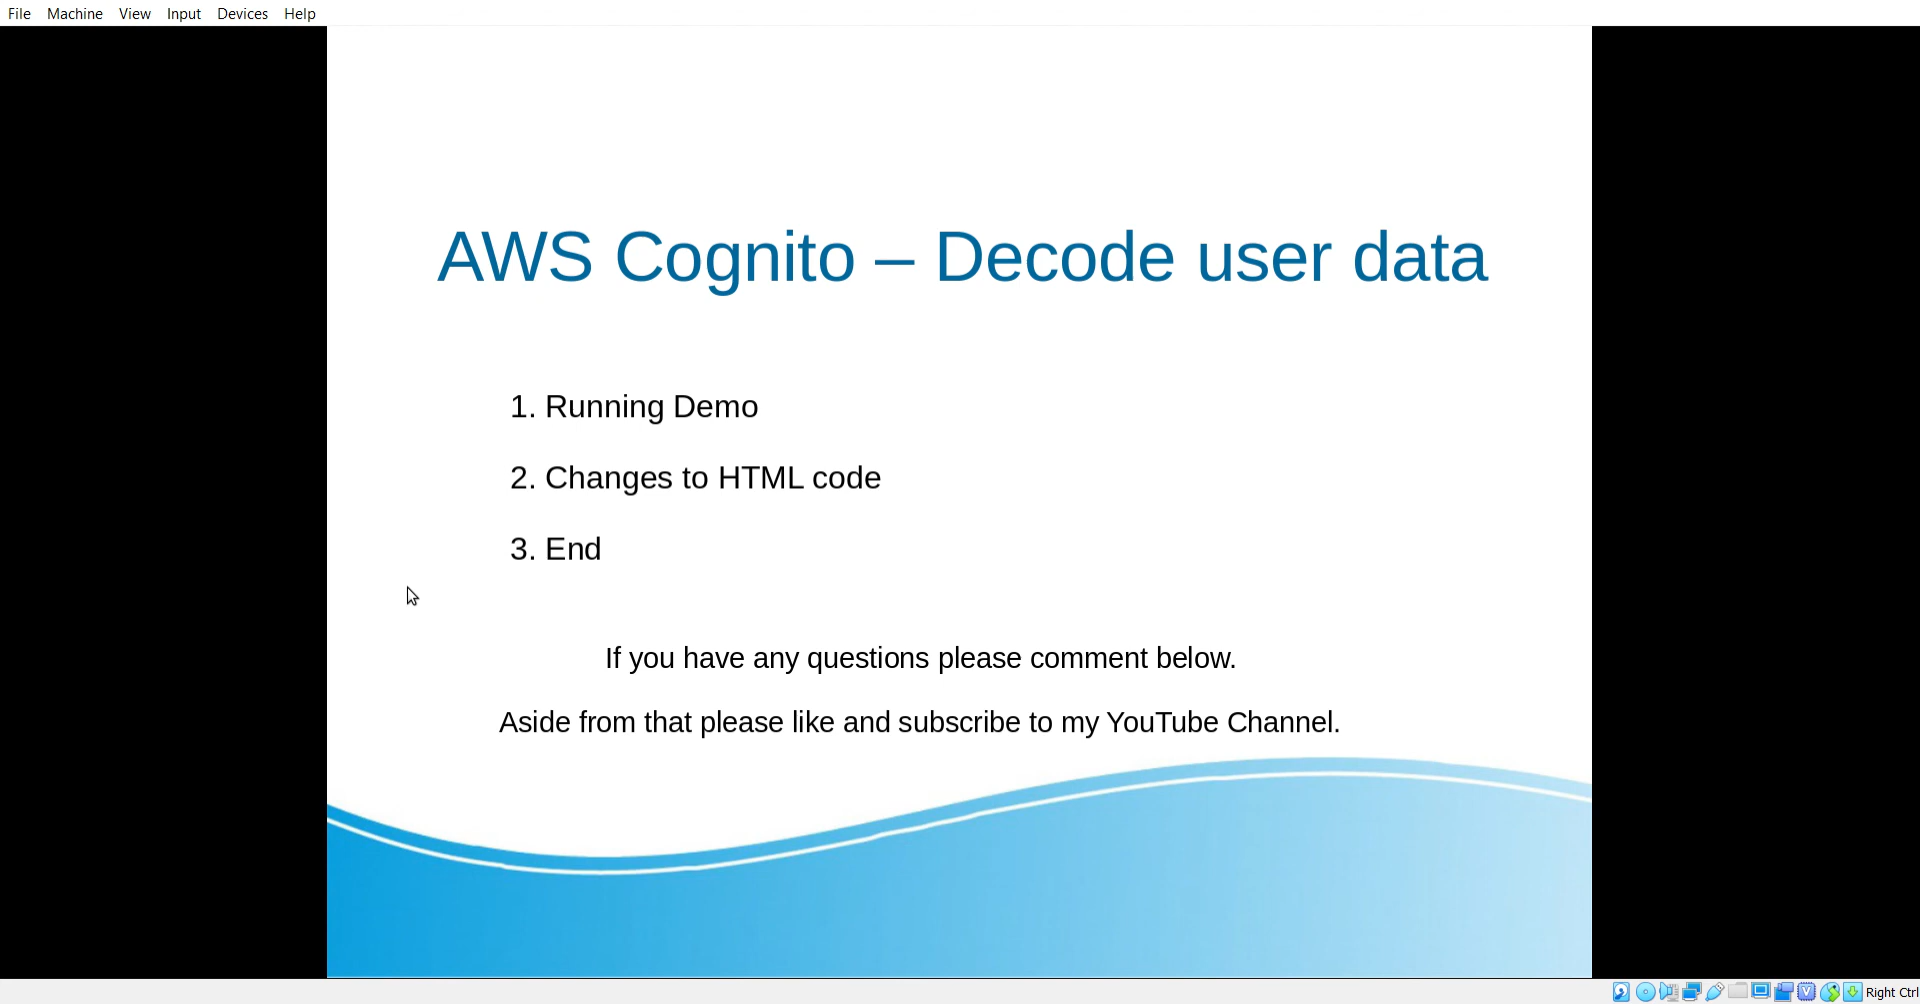 File Machine View Input Devices Help
AWS Cognito – Decode user data
1. Running Demo
2. Changes to HTML code
3. End
If you have any questions please comment below.
Aside from that please like and subscribe to my YouTube Channel.
Right Ctrl